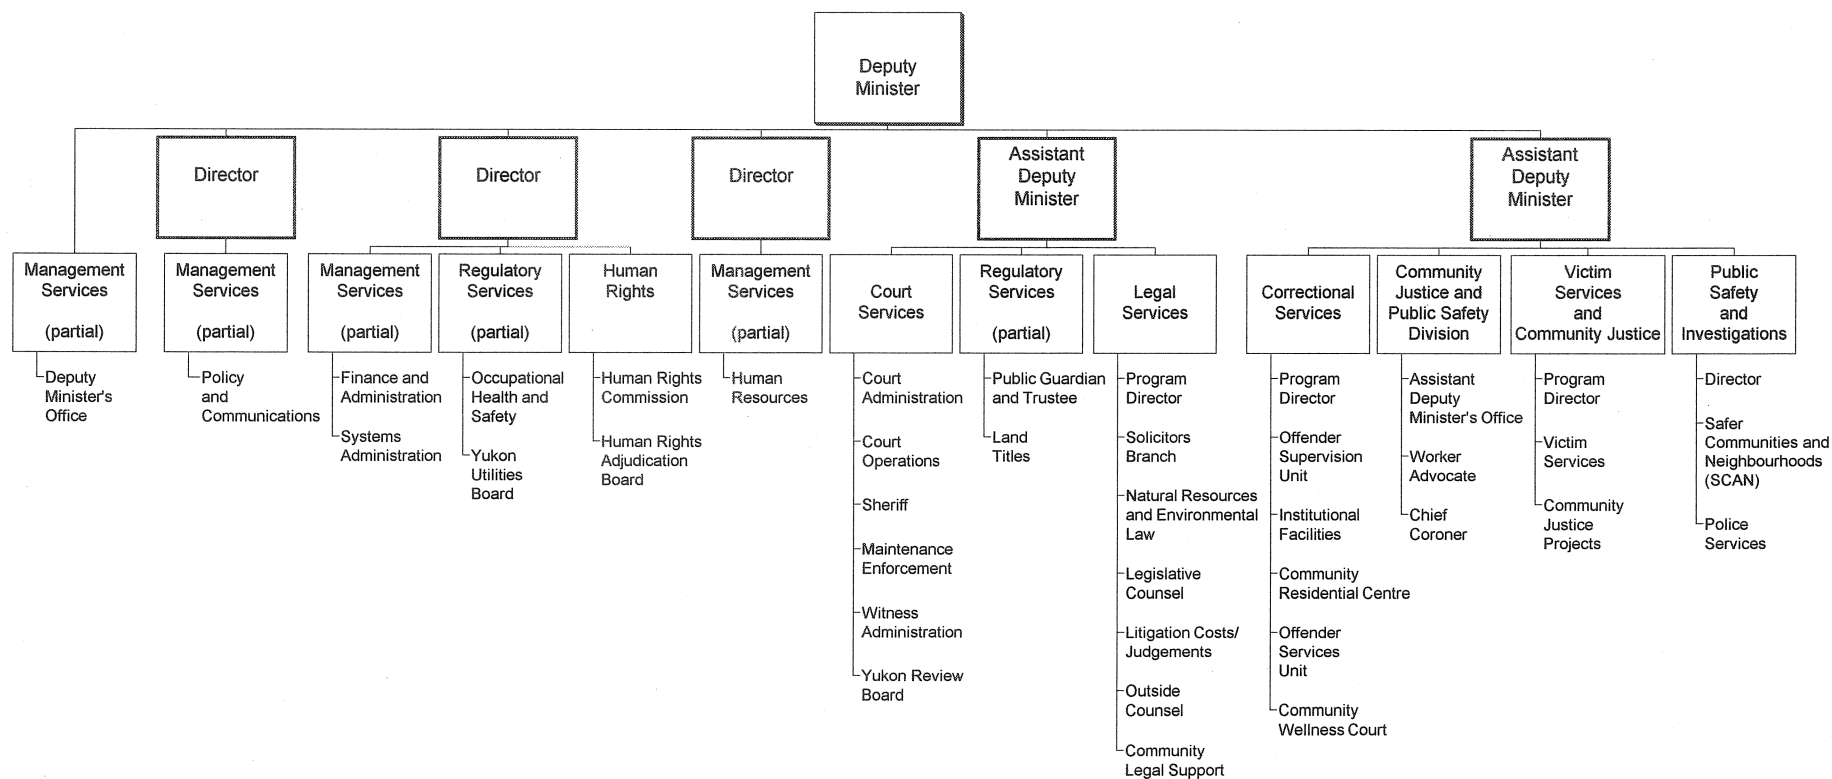 Deputy
Minister
Director
Director
Director
Assistant
Deputy
Minister
Assistant
Deputy
Minister
Management
Services
(partial)
Deputy
Minister's
Office
Management
Services
(partial)
Policy
and
Communications
Management
Services
(partial)
Finance and
Administration
Systems
Administration
Regulatory
Services
(partial)
Occupational
Health and
Safety
Yukon
Utilities
Board
Human
Rights
Human Rights
Commission
Human Rights
Adjudication
Board
Management
Services
(partial)
Human
Resources
Court
Services
Court
Administration
Court
Operations
Sheriff
Maintenance
Enforcement
Witness
Administration
Yukon Review
Board
Regulatory
Services
(partial)
Public Guardian
and Trustee
Land
Titles
Legal
Services
Program
Director
Solicitors
Branch
Natural Resources
and Environmental
Law
Legislative
Counsel
Litigation Costs/
Judgements
Outside
Counsel
Community
Legal Support
Correctional
Services
Program
Director
Offender
Supervision
Unit
Institutional
Facilities
Community
Residential Centre
Offender
Services
Unit
Community
Wellness Court
Community
Justice and
Public Safety
Division
Assistant
Deputy
Minister's Office
Worker
Advocate
Chief
Coroner
Victim
Services
and
Community Justice
Program
Director
Victim
Services
Community
Justice
Projects
Public
Safety
and
Investigations
Director
Safer
Communities and
Neighbourhoods
(SCAN)
Police
Services